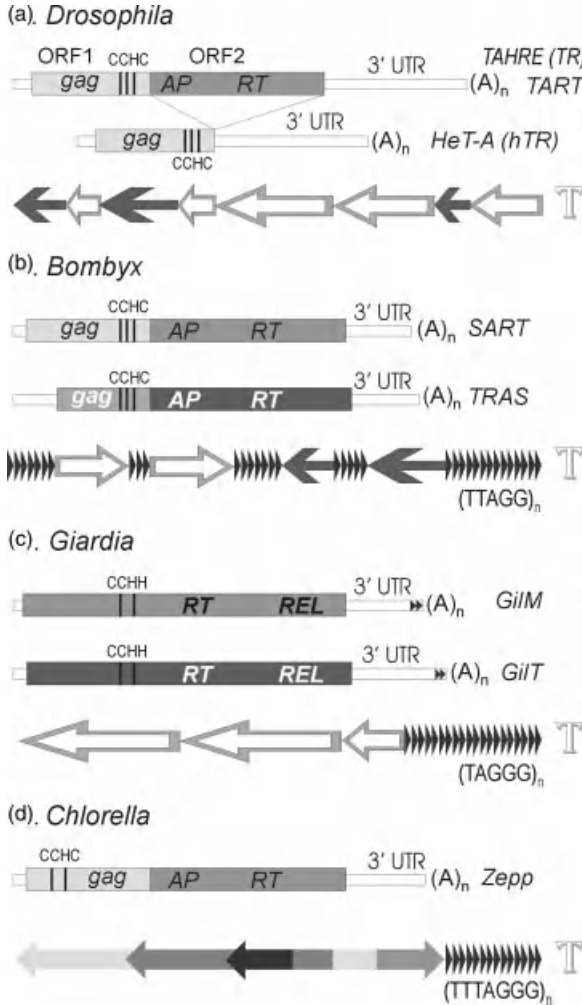 (a). Drosophila
ORF1 CCHC ORF2 3' UTR TAHRE (TR)
gag AP RT (A)n TART
3' UTR
gag (A)n HeT-A (hTR)
CCHC
T
(b). Bombyx
CCHC 3' UTR
gag AP RT (A)n SART
CCHC 3' UTR
gag AP RT (A)n TRAS
T
(TTAGG)n
(c). Giardia
CCHH 3' UTR
RT REL (A)n GilM
CCHH 3' UTR
RT REL (A)n GilT
T
(TAGGG)n
(d). Chlorella
CCHC 3' UTR
gag AP RT (A)n Zepp
T
(TTTAGGG)n